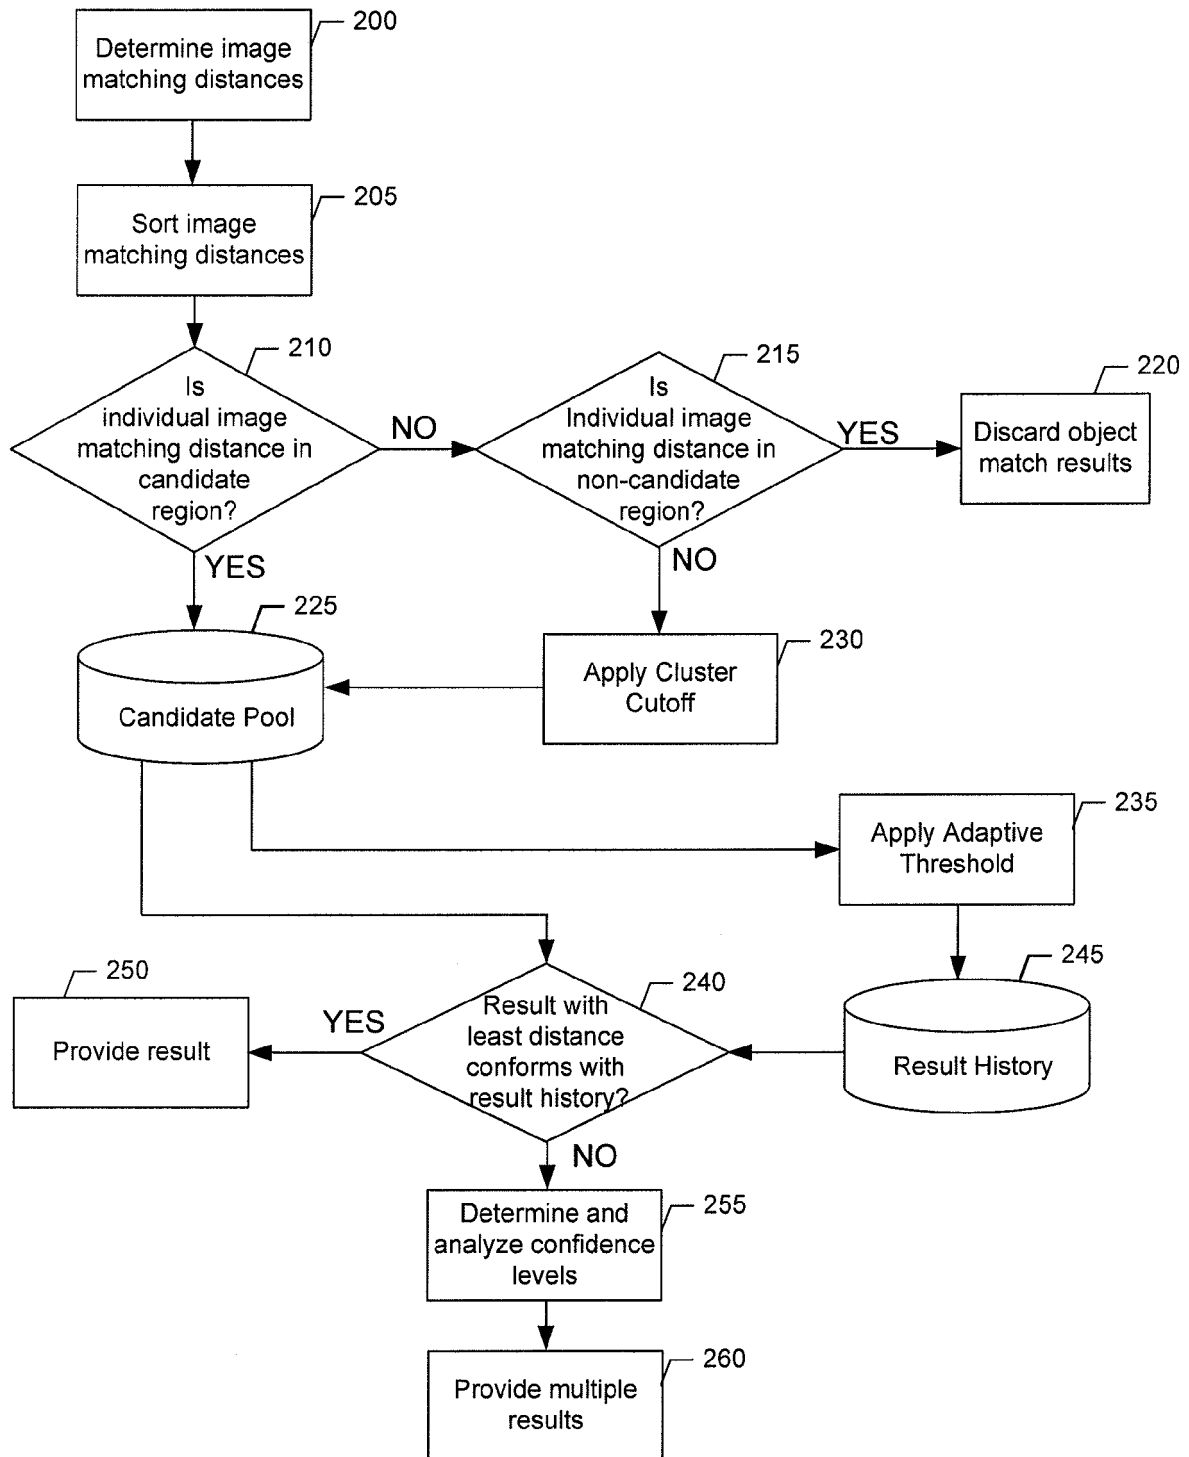 200
Determine image
matching distances
205
Sort image
matching distances
210
Is
individual image
matching distance in
candidate
region?
NO
215
Is
Individual image
matching distance in
non-candidate
region?
YES
220
Discard object
match results
YES
NO
225
Candidate Pool
230
Apply Cluster
Cutoff
235
Apply Adaptive
Threshold
240
Result with
least distance
conforms with
result history?
245
Result History
YES
250
Provide result
NO
255
Determine and
analyze confidence
levels
260
Provide multiple
results